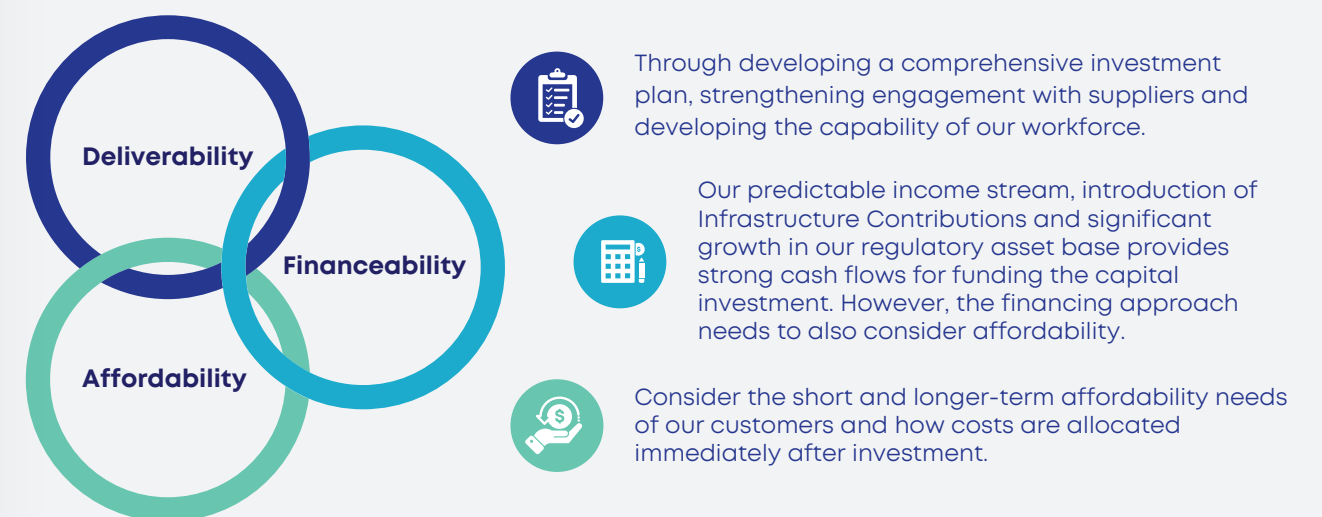 Deliverability
Financeability
Affordability
Through developing a comprehensive investment
plan, strengthening engagement with suppliers and
developing the capability of our workforce.
Our predictable income stream, introduction of
Infrastructure Contributions and significant
growth in our regulatory asset base provides
strong cash flows for funding the capital
investment. However, the financing approach
needs to also consider affordability.
Consider the short and longer-term affordability needs
of our customers and how costs are allocated
immediately after investment.